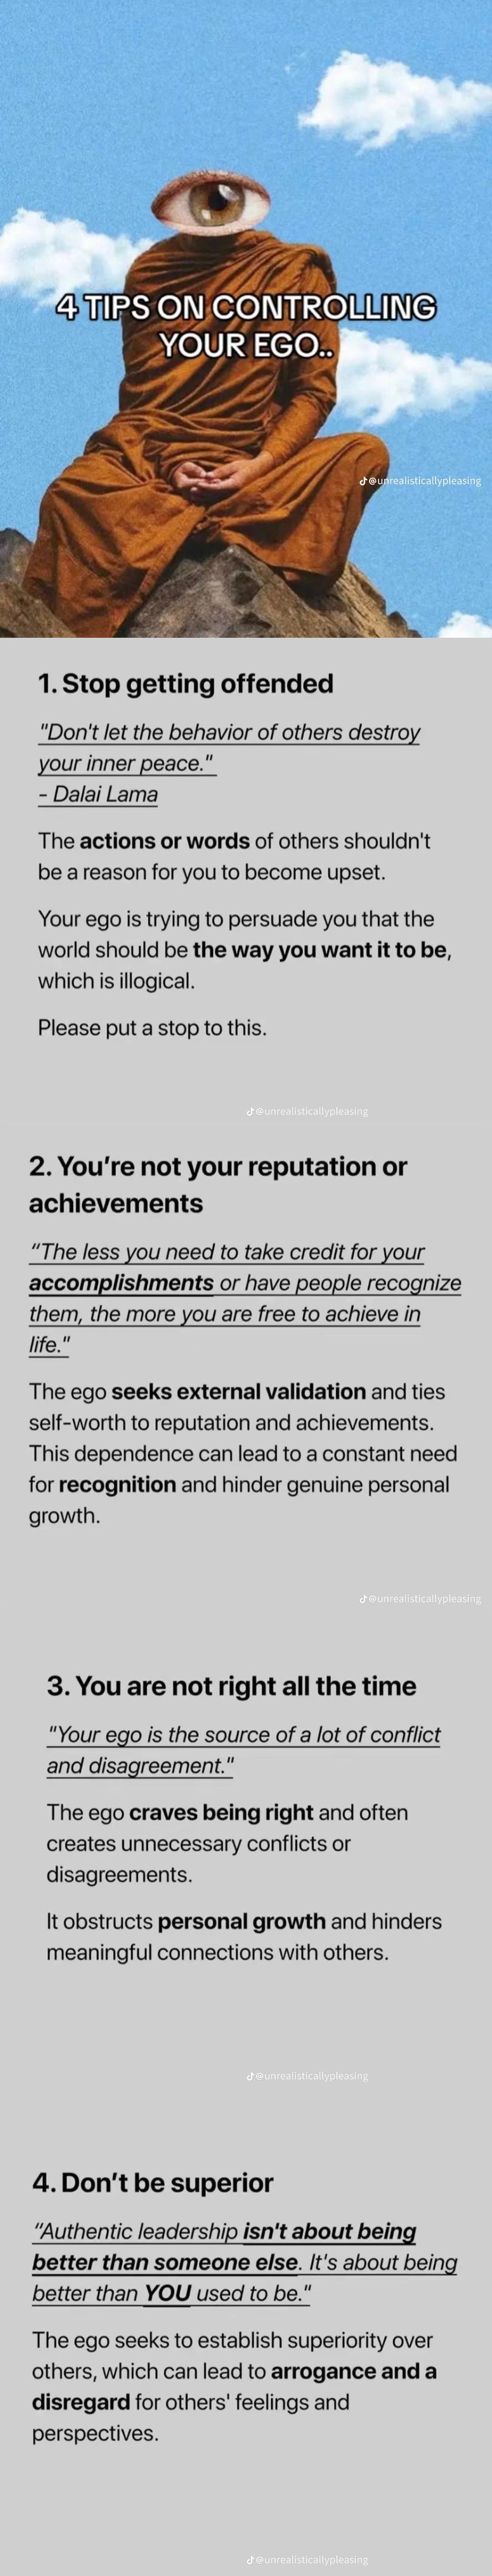 4 TIPS ON CONTROLLING
YOUR EGO..
@unrealisticallypleasing
1. Stop getting offended
"Don't let the behavior of others destroy
your inner peace."
- Dalai Lama
The actions or words of others shouldn't
be a reason for you to become upset.
Your ego is trying to persuade you that the
world should be the way you want it to be,
which is illogical.
Please put a stop to this.
@unrealisticallypleasing
2. You’re not your reputation or
achievements
“The less you need to take credit for your
accomplishments or have people recognize
them, the more you are free to achieve in
life."
The ego seeks external validation and ties
self-worth to reputation and achievements.
This dependence can lead to a constant need
for recognition and hinder genuine personal
growth.
@unrealisticallypleasing
3. You are not right all the time
"Your ego is the source of a lot of conflict
and disagreement."
The ego craves being right and often
creates unnecessary conflicts or
disagreements.
It obstructs personal growth and hinders
meaningful connections with others.
@unrealisticallypleasing
4. Don’t be superior
“Authentic leadership isn't about being
better than someone else. It's about being
better than YOU used to be."
The ego seeks to establish superiority over
others, which can lead to arrogance and a
disregard for others' feelings and
perspectives.
@unrealisticallypleasing